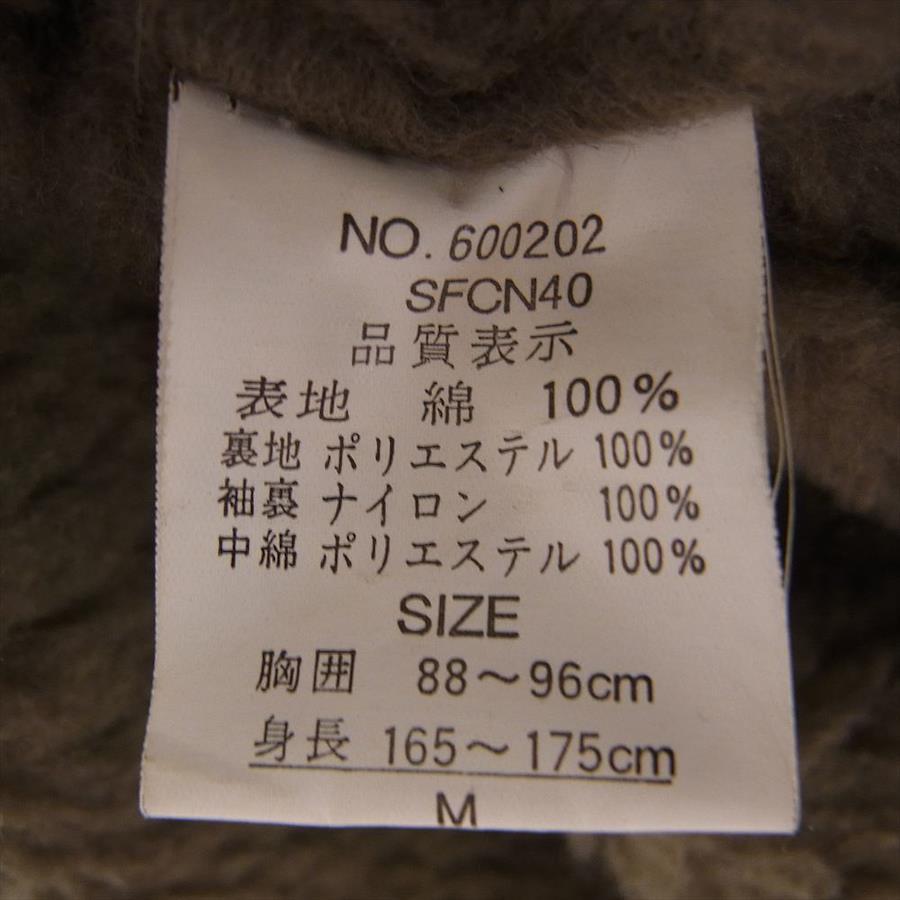 NO. 600202
SFCN40
品質表示
表地 綿 100%
裏地 ポリエステル 100%
袖裏 ナイロン 100%
中綿 ポリエステル 100%
SIZE
胸囲 88～96cm
身長 165～175cm
M